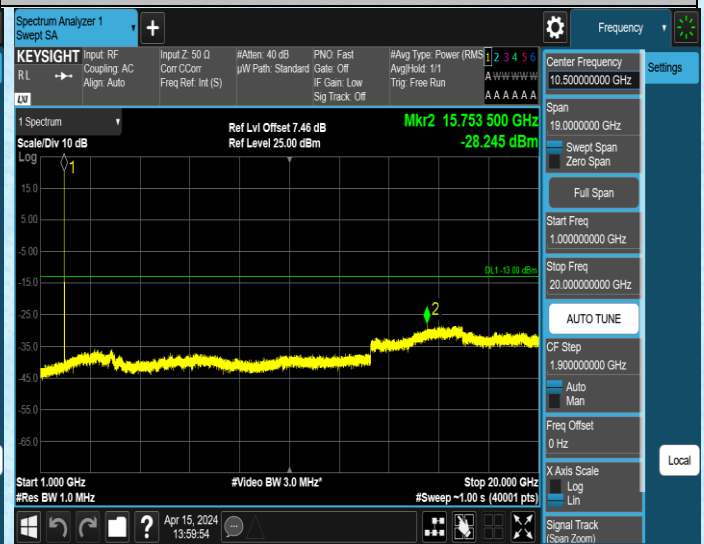 Spectrum Analyzer 1
Swept SA
Frequency
KEYSIGHT
RL
LXI
Input: RF
Coupling: AC
Align: Auto
Input Z: 50 Ω
Corr CCorr
Freq Ref: Int (S)
#Atten: 40 dB
µW Path: Standard
PNO: Fast
Gate: Off
IF Gain: Low
Sig Track: Off
#Avg Type: Power (RMS
Avg|Hold: 1/1
Trig: Free Run
1 2 3 4 5 6
A W W W W W
A A A A A A
Center Frequency
10.500000000 GHz
Settings
Span
19.0000000 GHz
Swept Span
Zero Span
Full Span
Start Freq
1.000000000 GHz
Stop Freq
20.000000000 GHz
AUTO TUNE
CF Step
1.900000000 GHz
Auto
Man
Freq Offset
0 Hz
X Axis Scale
Log
Lin
Signal Track
(Span Zoom)
Local
1 Spectrum
Scale/Div 10 dB
Log
Ref Lvl Offset 7.46 dB
Ref Level 25.00 dBm
Mkr2 15.753 500 GHz
-28.245 dBm
1
15.0
5.00
-5.00
DL1 -13.00 dBm
-15.0
2
-25.0
-35.0
-45.0
-55.0
-65.0
Start 1.000 GHz
#Res BW 1.0 MHz
#Video BW 3.0 MHz*
Stop 20.000 GHz
#Sweep ~1.00 s (40001 pts)
?
Apr 15, 2024
13:59:54